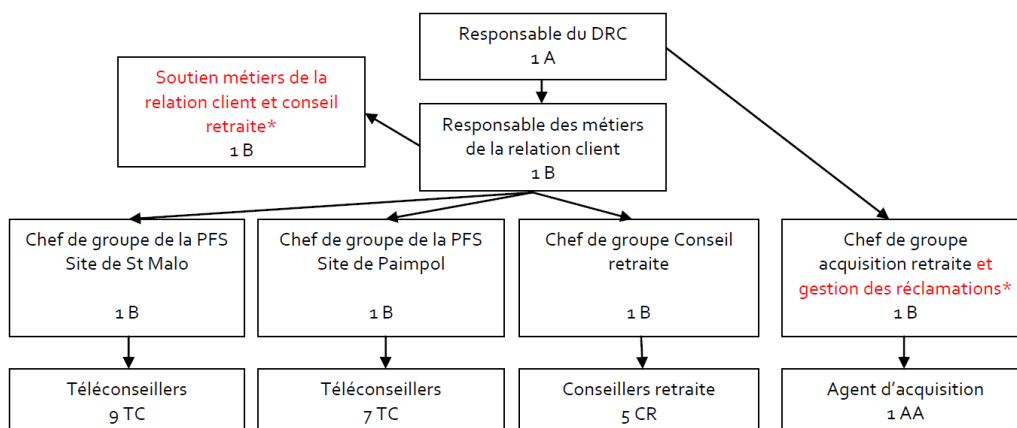 Responsable du DRC
1 A
Soutien métiers de la
relation client et conseil
retraite*
1 B
Responsable des métiers
de la relation client
1 B
Chef de groupe de la PFS
Site de St Malo
1 B
Chef de groupe de la PFS
Site de Paimpol
1 B
Chef de groupe Conseil
retraite
1 B
Chef de groupe
acquisition retraite et
gestion des réclamations*
1 B
Téléconseillers
9 TC
Téléconseillers
7 TC
Conseillers retraite
5 CR
Agent d’acquisition
1 AA